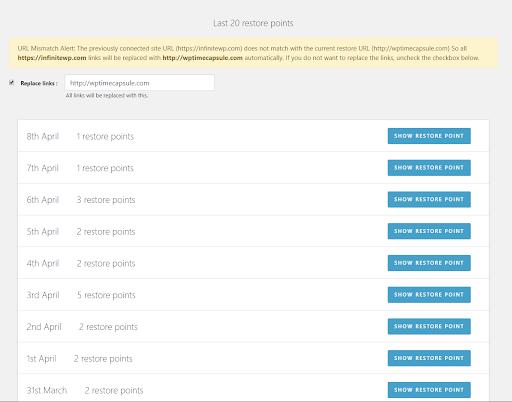 Last 20 restore points
URL Mismatch Alert: The previously connected site URL (https://infinitewp.com) does not match with the current restore URL (http://wptimecapsule.com) So all
https://infinitewp.com links will be replaced with http://wptimecapsule.com automatically. If you do not want to replace the links, uncheck the checkbox below.
Replace links : http://wptimecapsule.com
All links will be replaced with this.
8th April 1 restore points SHOW RESTORE POINT
7th April 1 restore points SHOW RESTORE POINT
6th April 3 restore points SHOW RESTORE POINT
5th April 2 restore points SHOW RESTORE POINT
4th April 2 restore points SHOW RESTORE POINT
3rd April 5 restore points SHOW RESTORE POINT
2nd April 2 restore points SHOW RESTORE POINT
1st April 2 restore points SHOW RESTORE POINT
31st March 2 restore points SHOW RESTORE POINT